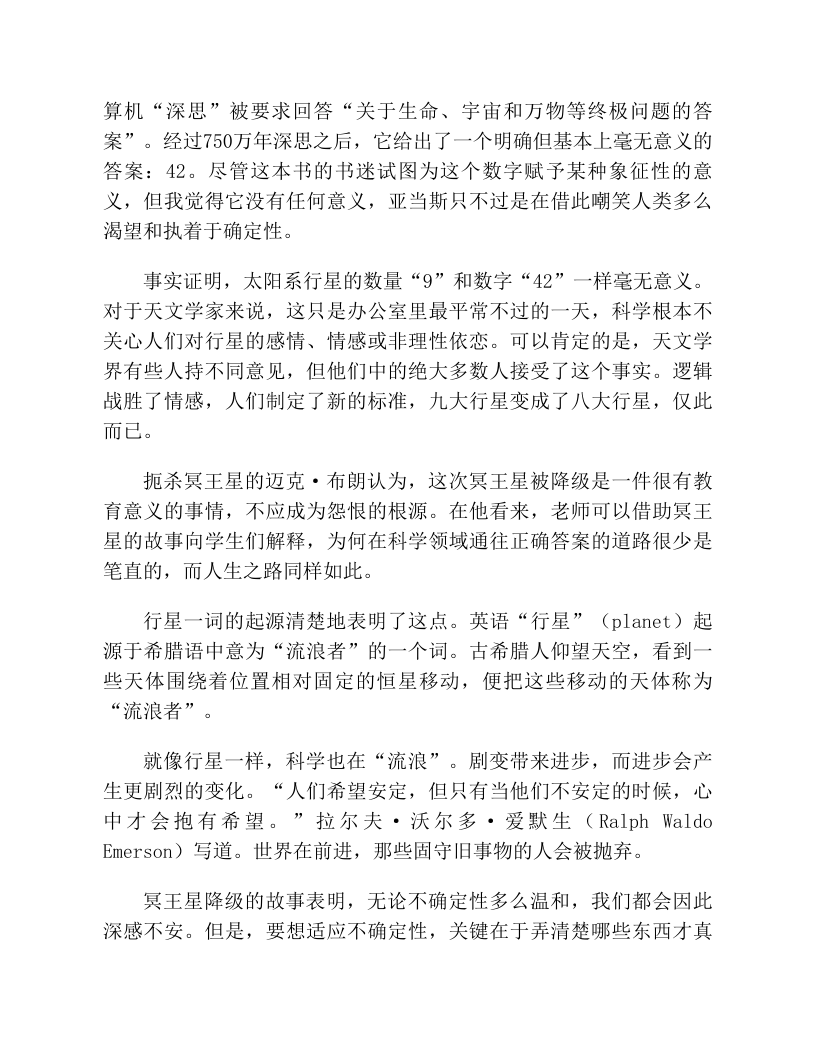 算机“深思”被要求回答“关于生命、宇宙和万物等终极问题的答
案”。经过750万年深思之后，它给出了一个明确但基本上毫无意义的
答案：42。尽管这本书的书迷试图为这个数字赋予某种象征性的意
义，但我觉得它没有任何意义，亚当斯只不过是在借此嘲笑人类多么
渴望和执着于确定性。
事实证明，太阳系行星的数量“9”和数字“42”一样毫无意义。
对于天文学家来说，这只是办公室里最平常不过的一天，科学根本不
关心人们对行星的感情、情感或非理性依恋。可以肯定的是，天文学
界有些人持不同意见，但他们中的绝大多数人接受了这个事实。逻辑
战胜了情感，人们制定了新的标准，九大行星变成了八大行星，仅此
而已。
扼杀冥王星的迈克·布朗认为，这次冥王星被降级是一件很有教
育意义的事情，不应成为怨恨的根源。在他看来，老师可以借助冥王
星的故事向学生们解释，为何在科学领域通往正确答案的道路很少是
笔直的，而人生之路同样如此。
行星一词的起源清楚地表明了这点。英语“行星”（planet）起
源于希腊语中意为“流浪者”的一个词。古希腊人仰望天空，看到一
些天体围绕着位置相对固定的恒星移动，便把这些移动的天体称为
“流浪者”。
就像行星一样，科学也在“流浪”。剧变带来进步，而进步会产
生更剧烈的变化。“人们希望安定，但只有当他们不安定的时候，心
中才会抱有希望。”拉尔夫·沃尔多·爱默生（Ralph Waldo
Emerson）写道。世界在前进，那些固守旧事物的人会被抛弃。
冥王星降级的故事表明，无论不确定性多么温和，我们都会因此
深感不安。但是，要想适应不确定性，关键在于弄清楚哪些东西才真